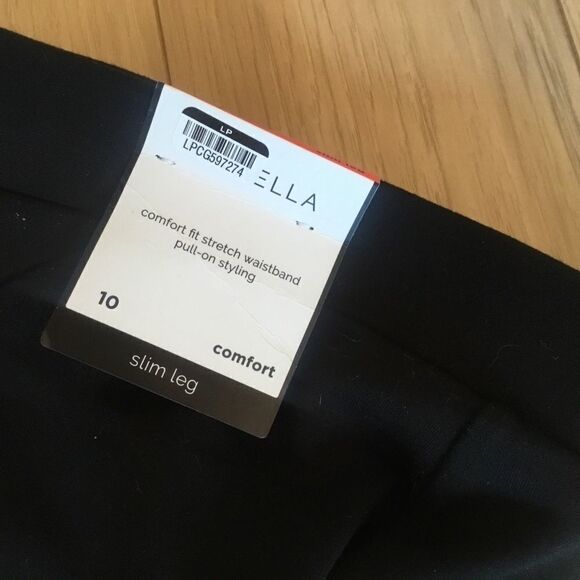 LP
LPCG597274
ELLA
comfort fit stretch waistband
pull-on styling
10
comfort
slim leg